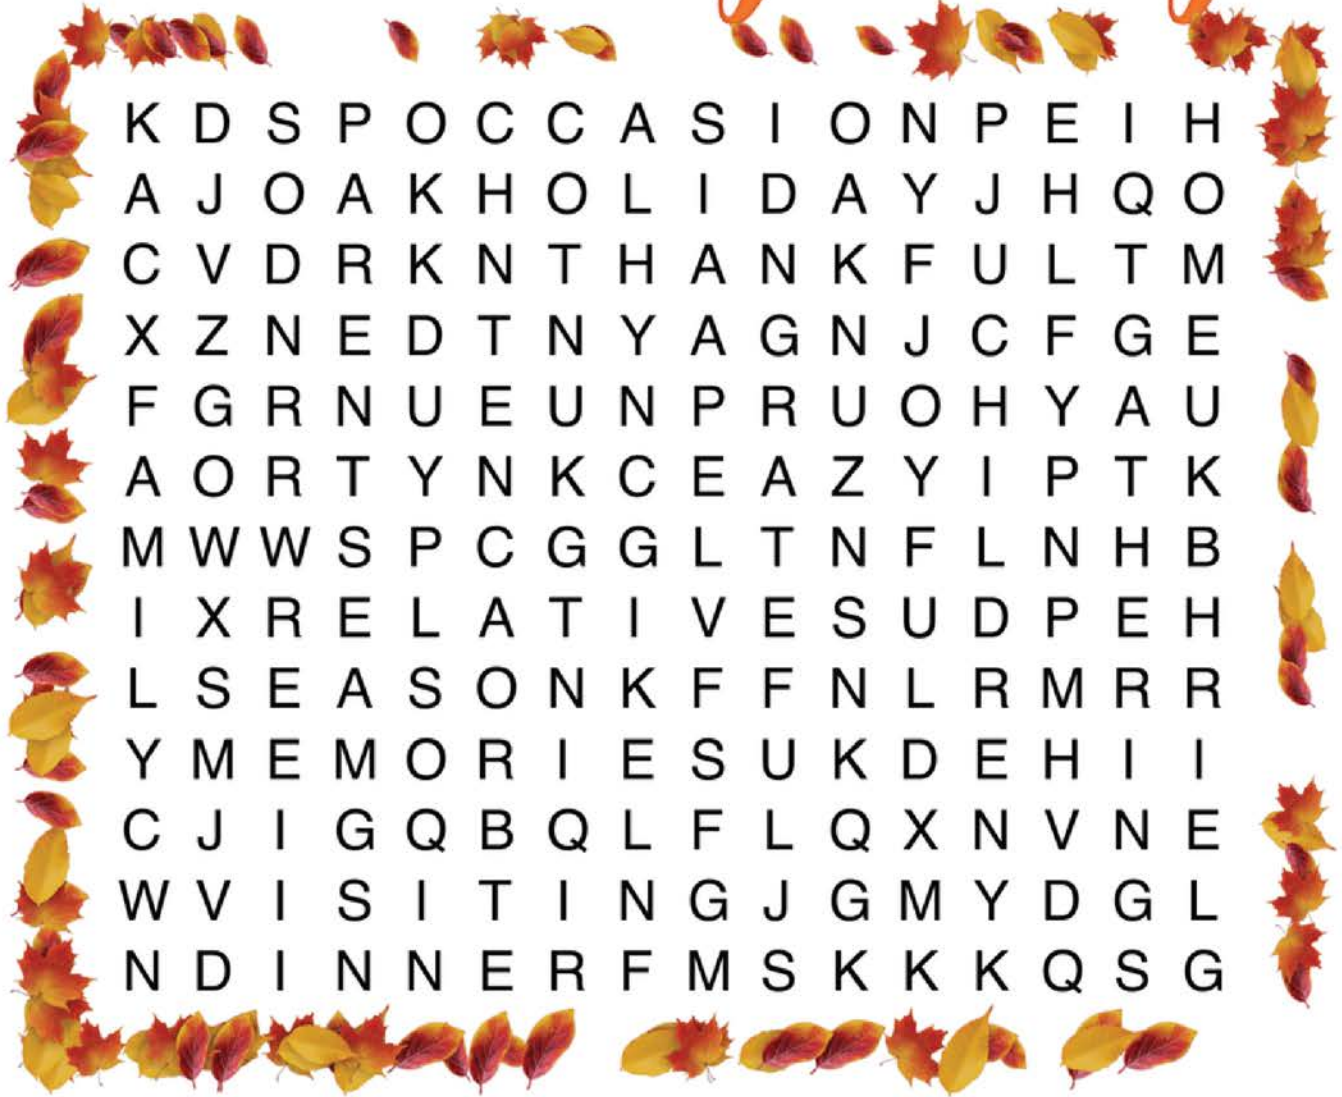 K D S P O C C A S I O N P E I H
A J O A K H O L I D A Y J H Q O
C V D R K N T H A N K F U L T M
X Z N E D T N Y A G N J C F G E
F G R N U E U N P R U O H Y A U
A O R T Y N K C E A Z Y I P T K
M W W S P C G G L T N F L N H B
I X R E L A T I V E S U D P E H
L S E A S O N K F F N L R M R R
Y M E M O R I E S U K D E H I I
C J I G Q B Q L F L Q X N V N E
W V I S I T I N G J G M Y D G L
N D I N N E R F M S K K K Q S G